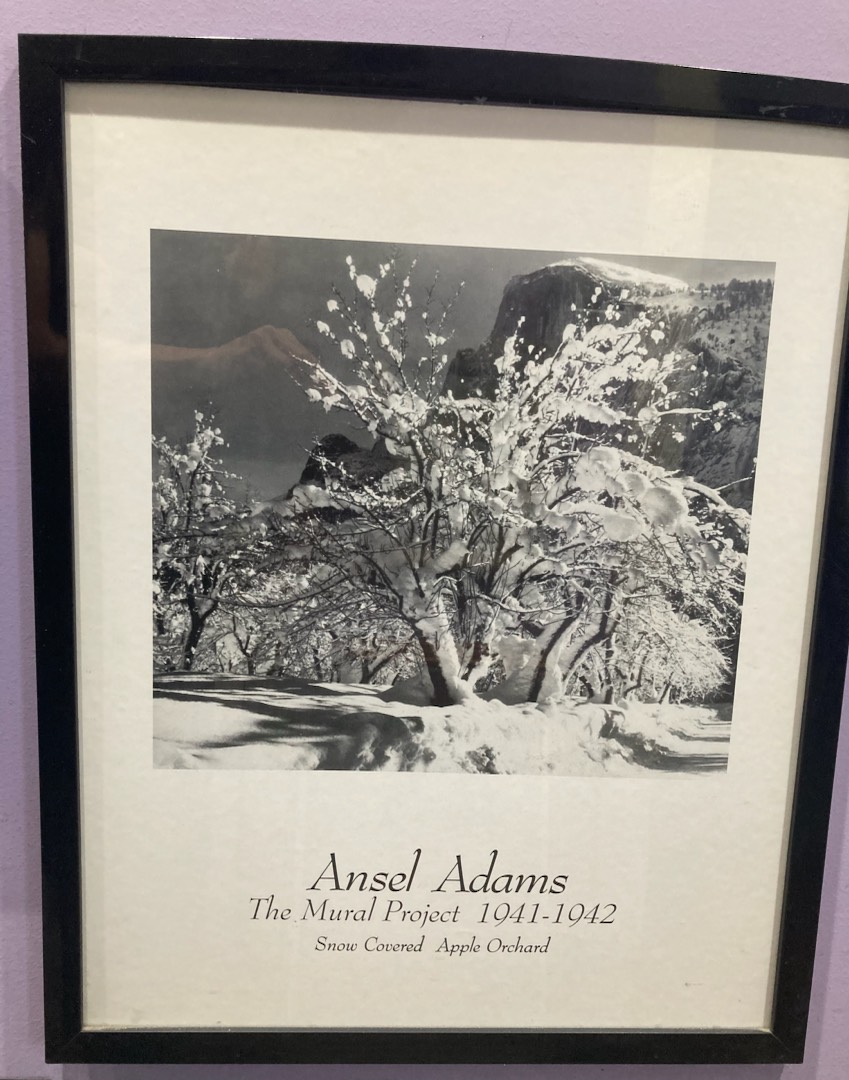 Ansel Adams
The Mural Project 1941-1942
Snow Covered Apple Orchard